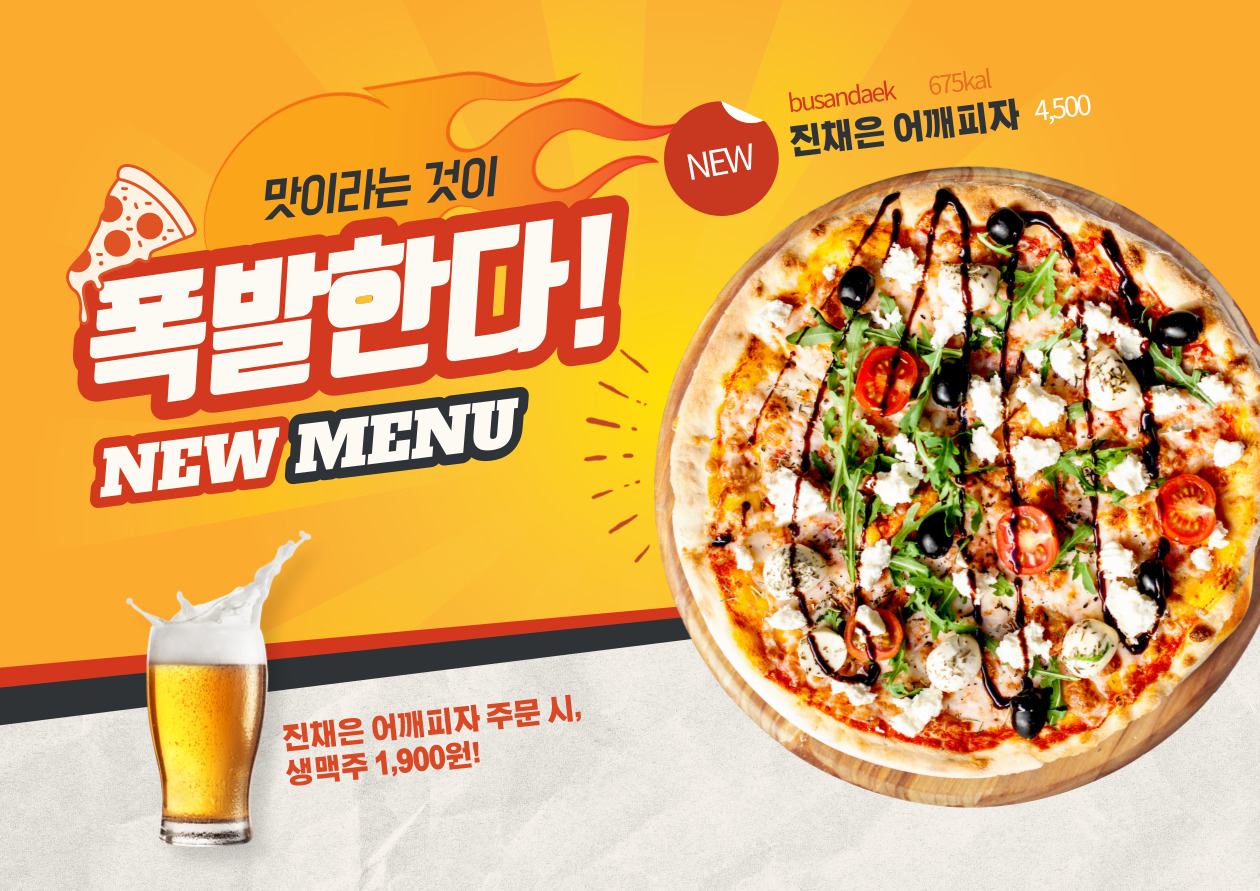 맛이라는 것이
폭발한다!
NEW MENU
NEW
busandaek 675kal
진채은 어깨피자 4,500
진채은 어깨피자 주문 시,
생맥주 1,900원!